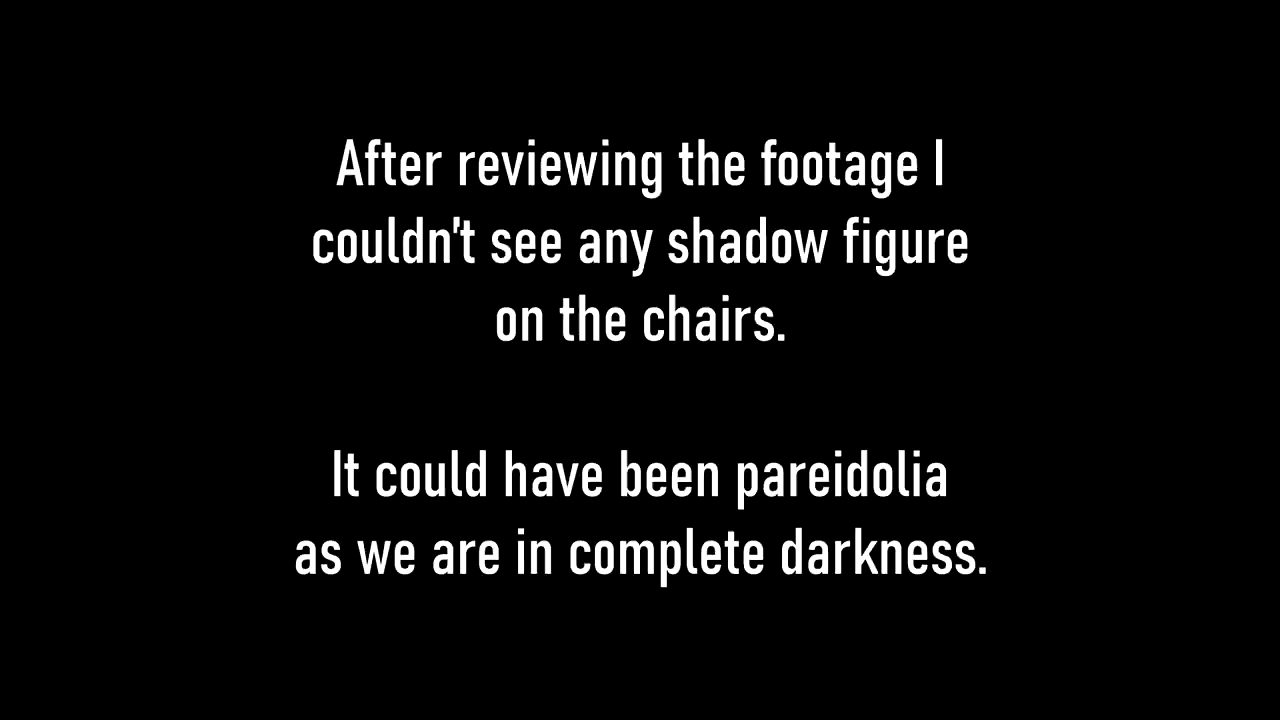 After reviewing the footage I
couldn't see any shadow figure
on the chairs.
It could have been pareidolia
as we are in complete darkness.